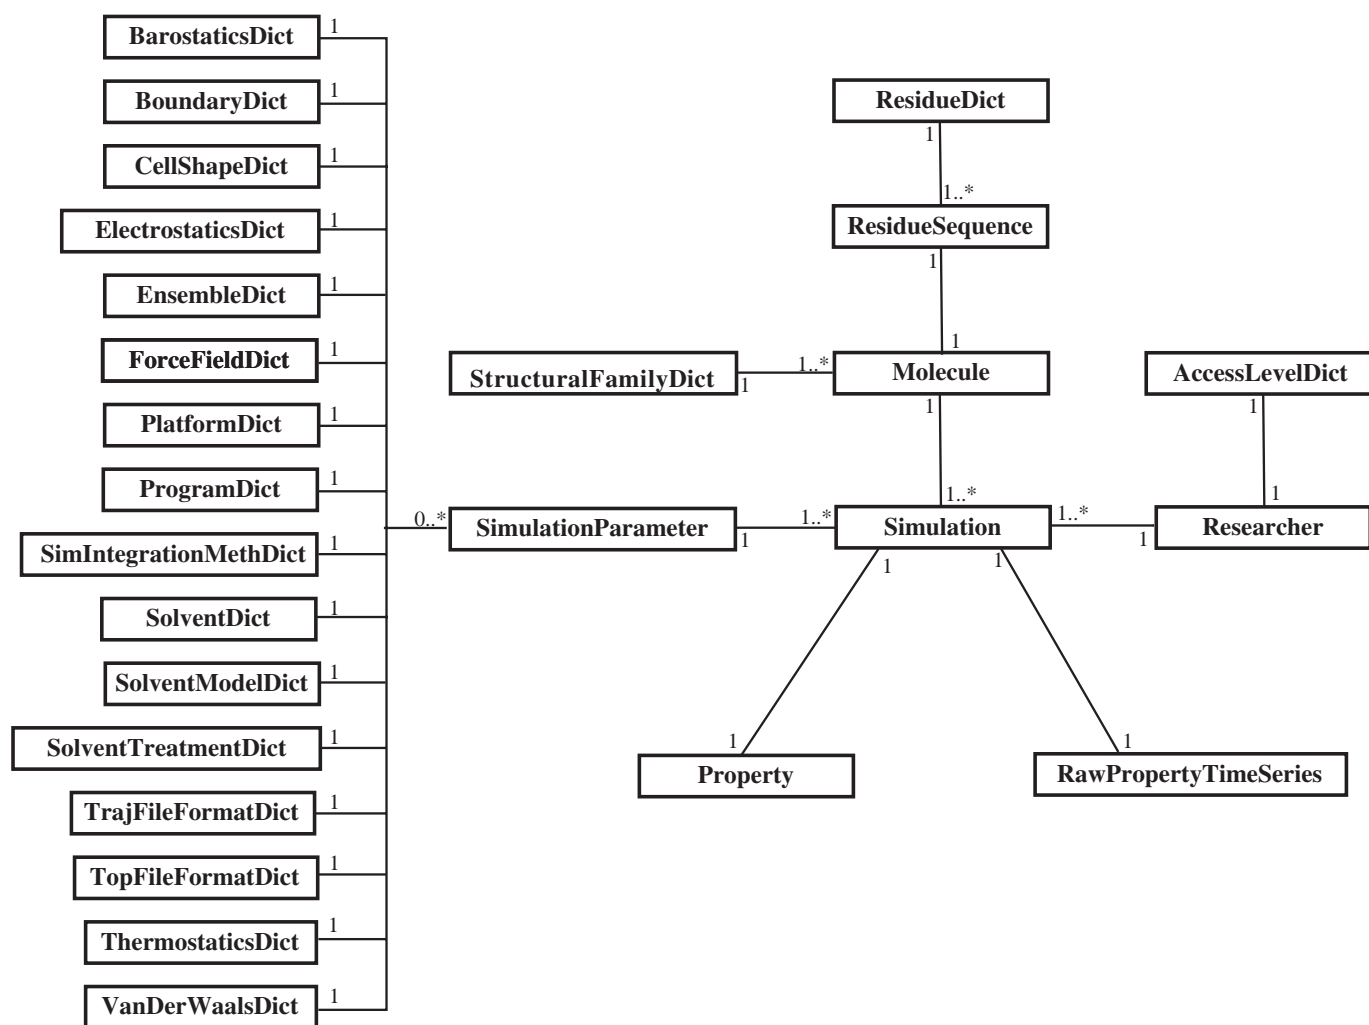 BarostaticsDict 1
BoundaryDict 1
CellShapeDict 1
ElectrostaticsDict 1
EnsembleDict 1
ForceFieldDict 1
PlatformDict 1
ProgramDict 1
SimIntegrationMethDict 1
SolventDict 1
SolventModelDict 1
SolventTreatmentDict 1
TrajFileFormatDict 1
TopFileFormatDict 1
ThermostaticsDict 1
VanDerWaalsDict 1
0..* SimulationParameter 1
StructuralFamilyDict 1
ResidueDict
1
1..*
ResidueSequence
1
1
1..* Molecule
1
1..*
1..* Simulation 1..*
1 1
AccessLevelDict
1
1
1 Researcher
1
Property
1
RawPropertyTimeSeries